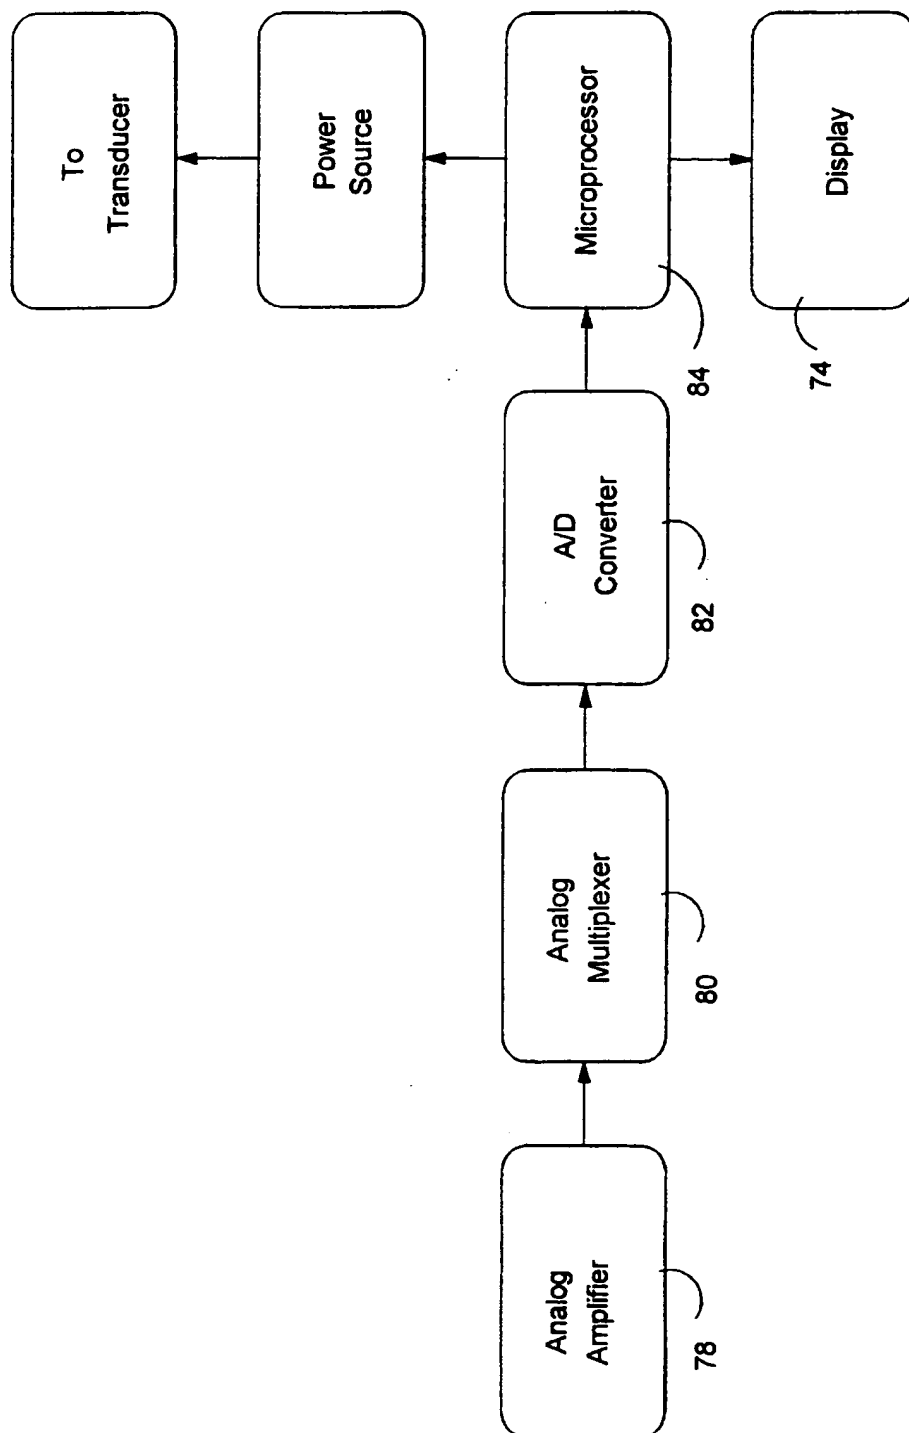 To
Transducer
Power
Source
Microprocessor
84
Display
74
A/D
Converter
82
Analog
Multiplexer
80
Analog
Amplifier
78